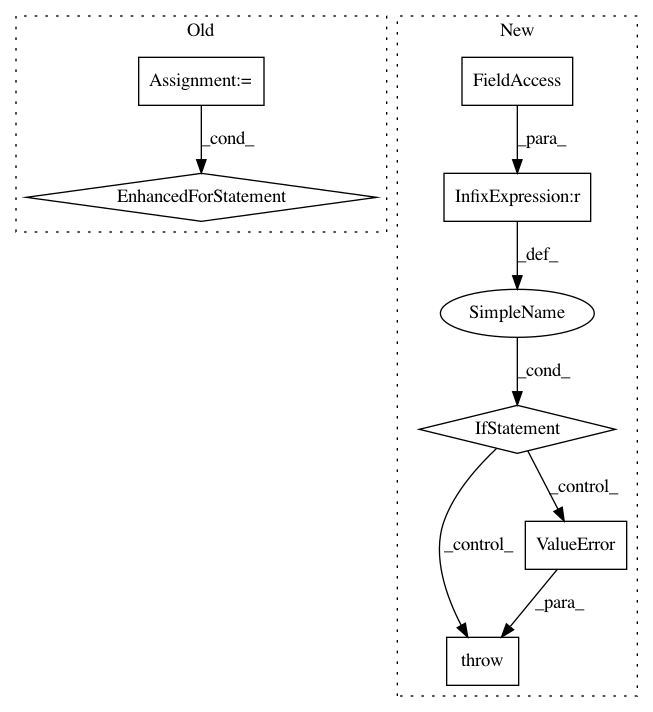 Old
New
Assignment:=
FieldAccess
_cond_
_para_
EnhancedForStatement
InfixExpression:r
_def_
SimpleName
_cond_
IfStatement
_control_
ValueError
_control_
_para_
throw